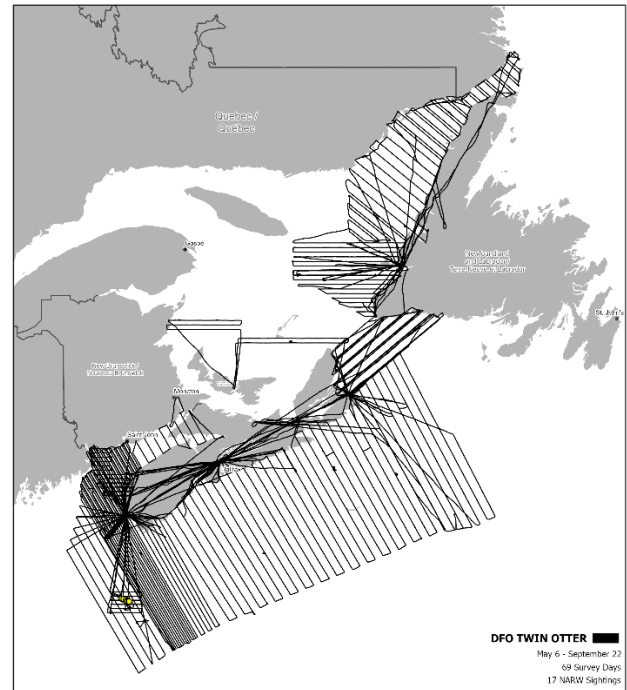 Quebec /
Québec
Gaspé
Newfoundland
and Labrador/
Terre-Neuve-et-Labrador
St. John's
New Brunswick/
Nouveau-Brunswick
Moncton
Saint John
Halifax
DFO TWIN OTTER
May 6 - September 22
69 Survey Days
17 NARW Sightings